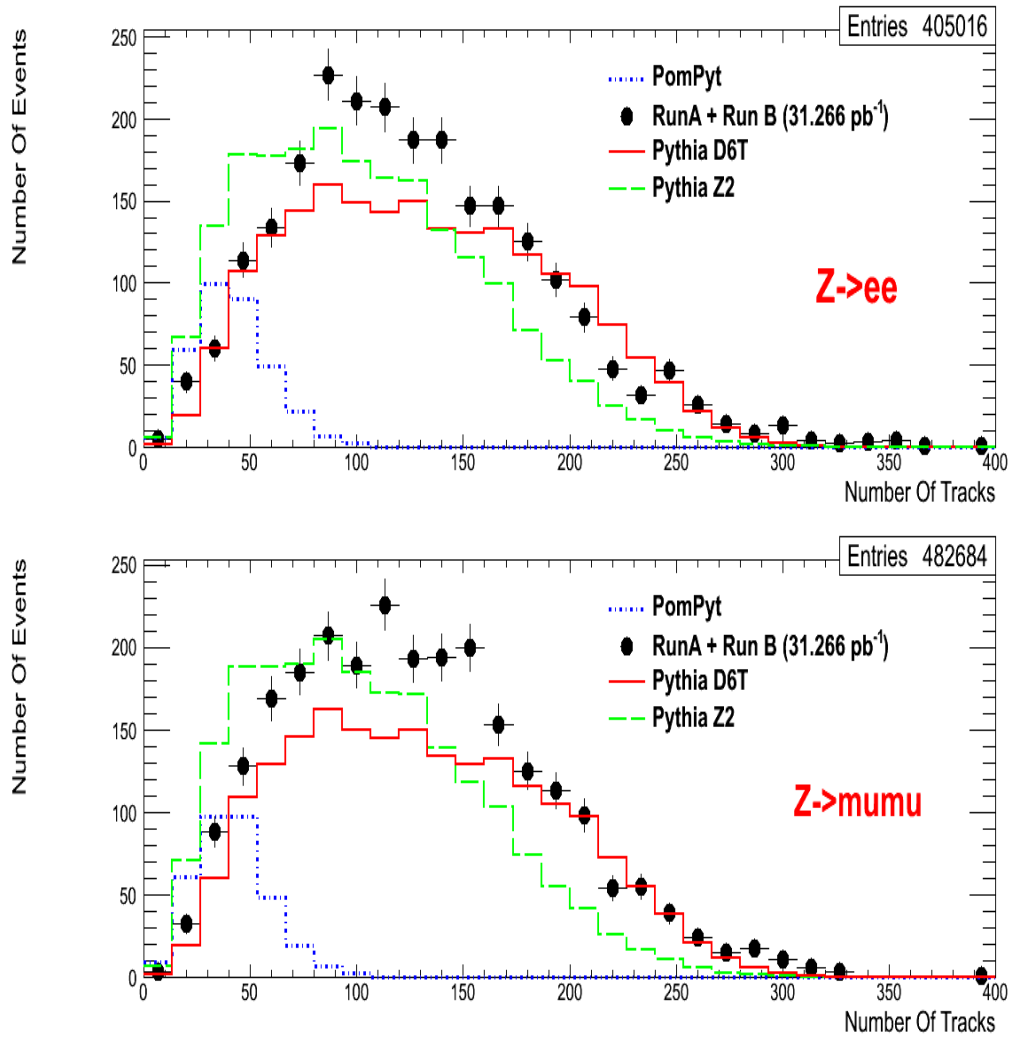 Entries 405016
Number Of Events
250
200
150
100
50
0
PomPyt
RunA + Run B (31.266 pb⁻¹)
Pythia D6T
Pythia Z2
Z->ee
0 50 100 150 200 250 300 350 400
Number Of Tracks
Entries 482684
Number Of Events
250
200
150
100
50
0
PomPyt
RunA + Run B (31.266 pb⁻¹)
Pythia D6T
Pythia Z2
Z->mumu
0 50 100 150 200 250 300 350 400
Number Of Tracks